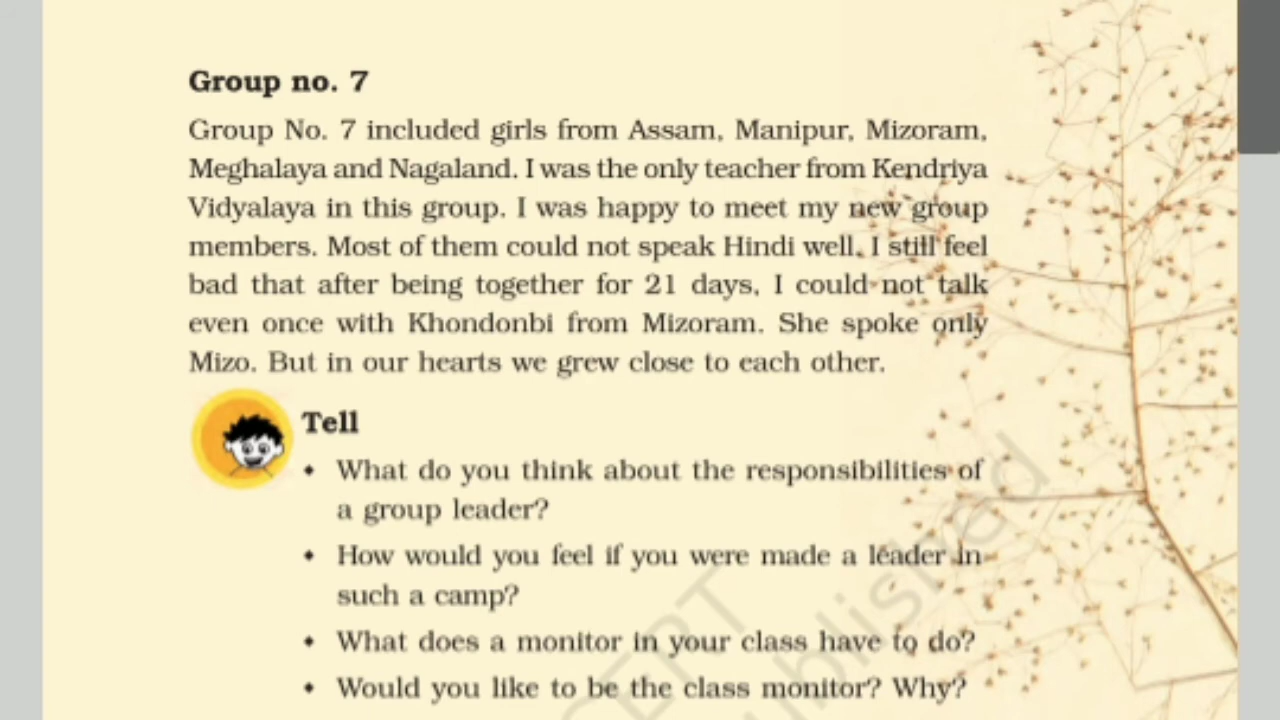 Group no. 7
Group No. 7 included girls from Assam, Manipur, Mizoram,
Meghalaya and Nagaland. I was the only teacher from Kendriya
Vidyalaya in this group. I was happy to meet my new group
members. Most of them could not speak Hindi well. I still feel
bad that after being together for 21 days, I could not talk
even once with Khondonbi from Mizoram. She spoke only
Mizo. But in our hearts we grew close to each other.
Tell
• What do you think about the responsibilities of
a group leader?
• How would you feel if you were made a leader in
such a camp?
• What does a monitor in your class have to do?
• Would you like to be the class monitor? Why?